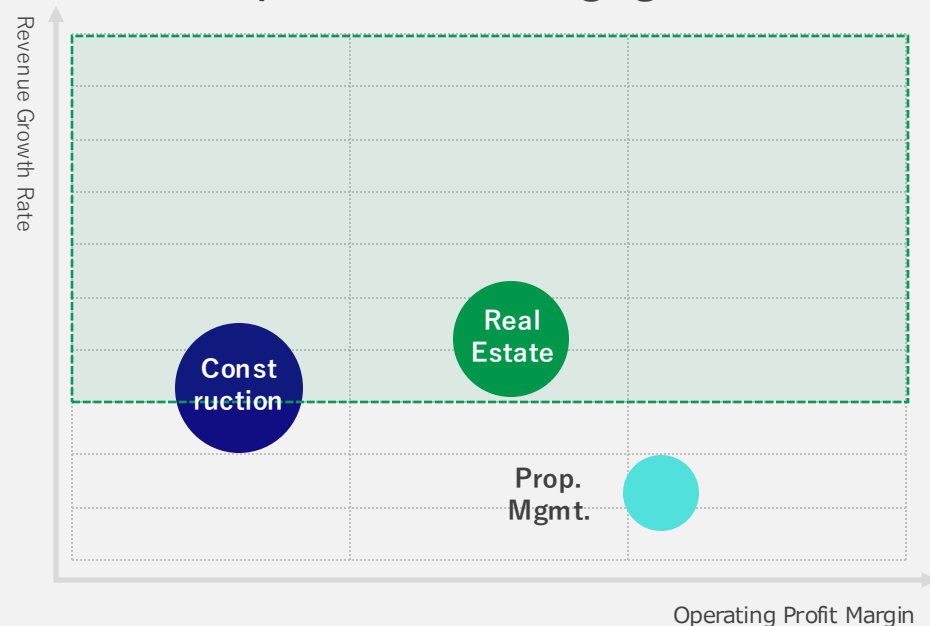 Revenue Growth Rate
Real
Estate
Const
ruction
Prop.
Mgmt.
Operating Profit Margin